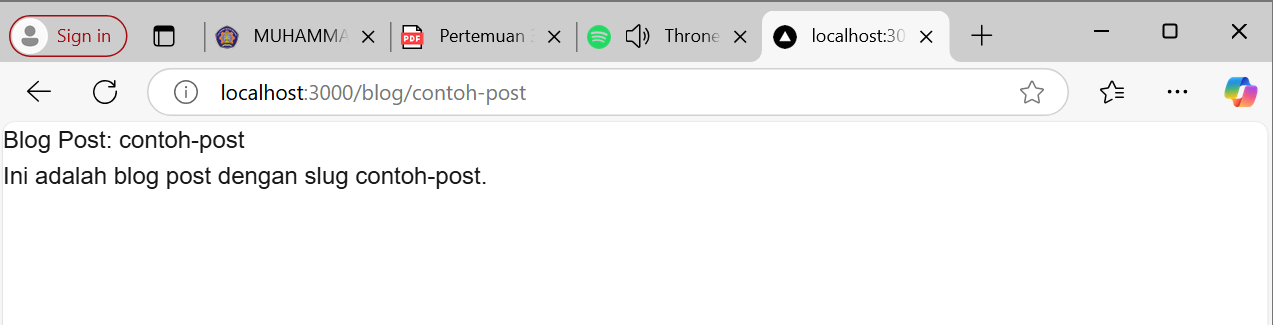 Sign in
MUHAMMA
PDF
Pertemuan
Throne
localhost:30
localhost:3000/blog/contoh-post
Blog Post: contoh-post
Ini adalah blog post dengan slug contoh-post.